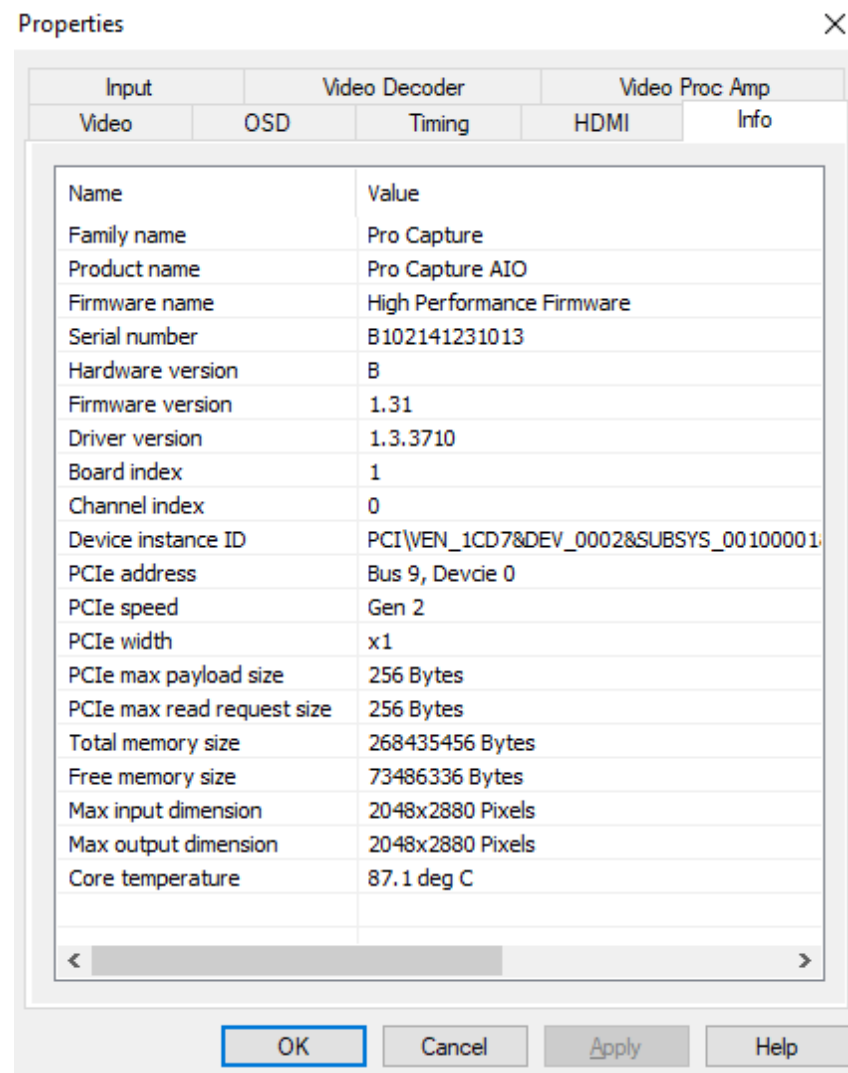 Properties
Input Video Decoder Video Proc Amp
Video OSD Timing HDMI Info
Name Value
Family name Pro Capture
Product name Pro Capture AIO
Firmware name High Performance Firmware
Serial number B102141231013
Hardware version B
Firmware version 1.31
Driver version 1.3.3710
Board index 1
Channel index 0
Device instance ID PCI\VEN_1CD7&DEV_0002&SUBSYS_00100001&
PCIe address Bus 9, Devcie 0
PCIe speed Gen 2
PCIe width x1
PCIe max payload size 256 Bytes
PCIe max read request size 256 Bytes
Total memory size 268435456 Bytes
Free memory size 73486336 Bytes
Max input dimension 2048x2880 Pixels
Max output dimension 2048x2880 Pixels
Core temperature 87.1 deg C
OK Cancel Apply Help